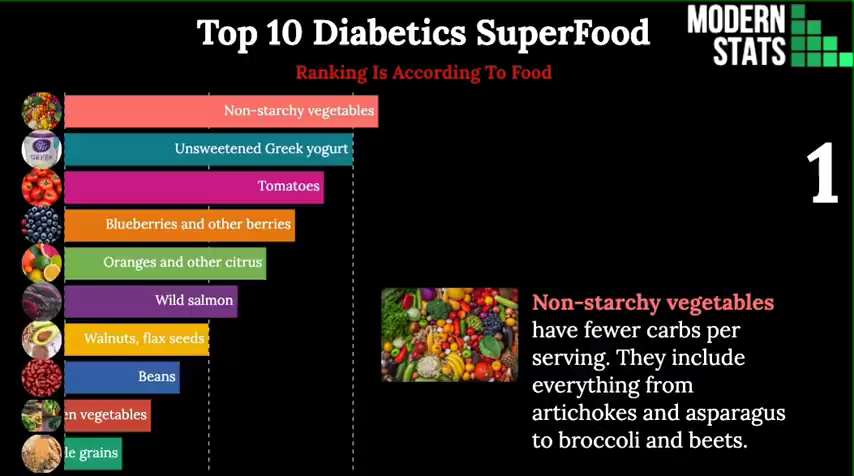 Top 10 Diabetics SuperFood
MODERN
STATS
Ranking Is According To Food
Non-starchy vegetables
Unsweetened Greek yogurt
Tomatoes
1
Blueberries and other berries
Oranges and other citrus
Wild salmon
Walnuts, flax seeds
Beans
en vegetables
le grains
Non-starchy vegetables
have fewer carbs per
serving. They include
everything from
artichokes and asparagus
to broccoli and beets.